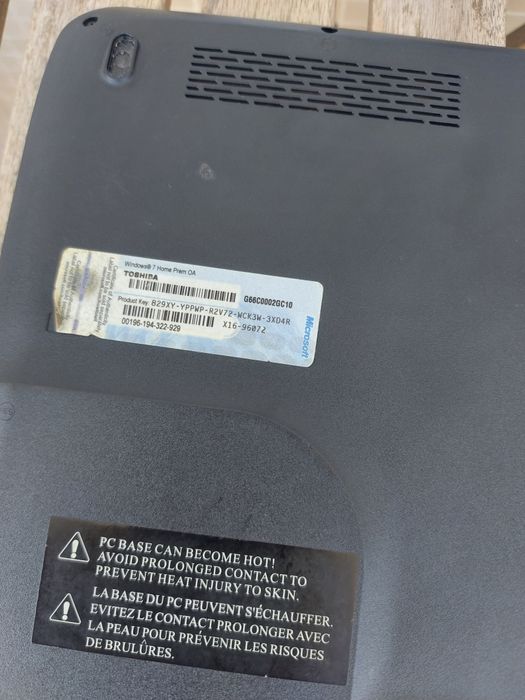 Windows® 7 Home Prem OA
TOSHIBA
G66C0002GC10
Product Key: B29XY-YPPWP-R2V72-WCK3W-3XD4R
00196-194-322-929
X16-96072
Microsoft
PC BASE CAN BECOME HOT!
AVOID PROLONGED CONTACT TO
PREVENT HEAT INJURY TO SKIN.
LA BASE DU PC PEUVENT S'ÉCHAUFFER.
EVITEZ LE CONTACT PROLONGER AVEC
LA PEAU POUR PRÉVENIR LES RISQUES
DE BRULÛRES.